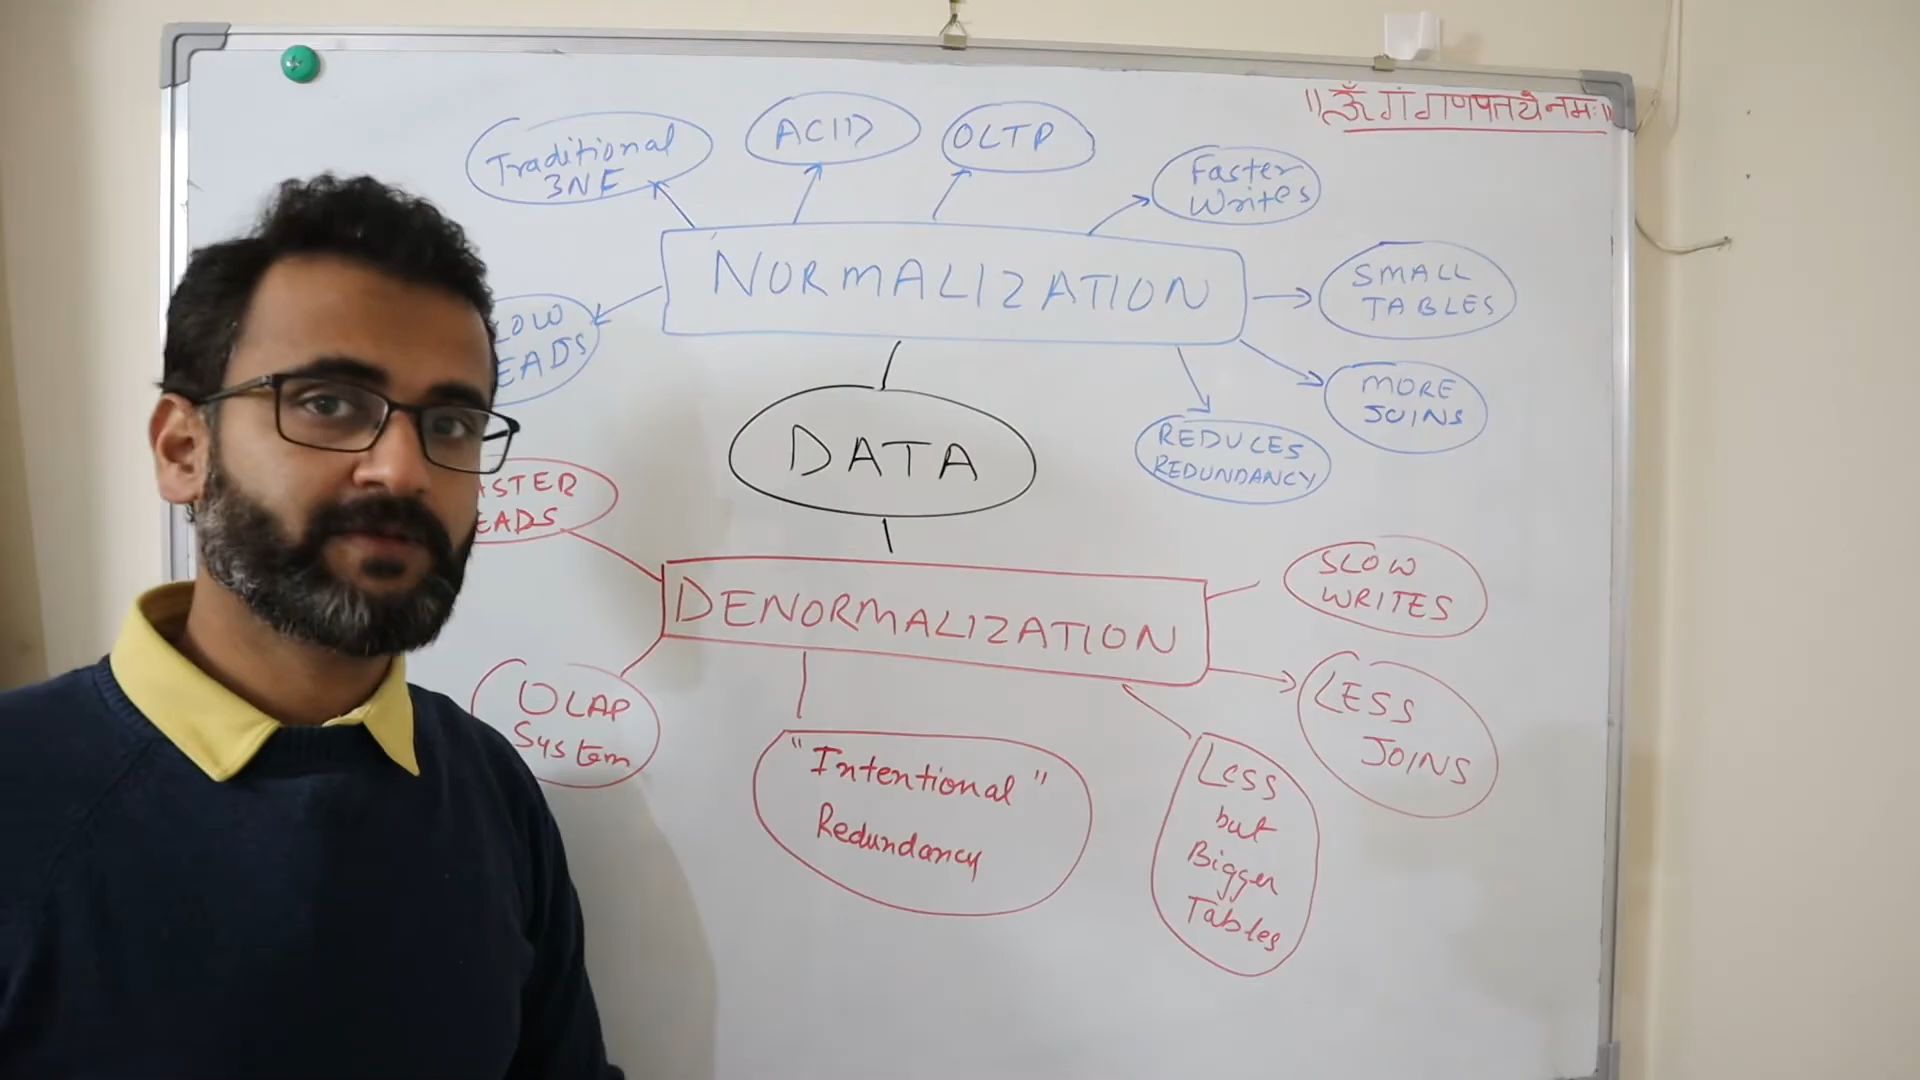 ॥ॐ गं गणपतये नमः॥
Traditional
3NF
ACID
OLTP
Faster
Writes
NORMALIZATION
SMALL
TABLES
MORE
JOINS
REDUCES
REDUNDANCY
DATA
DENORMALIZATION
SLOW
WRITES
LESS
JOINS
OLAP
System
"Intentional"
Redundancy
Less
but
Bigger
Tables